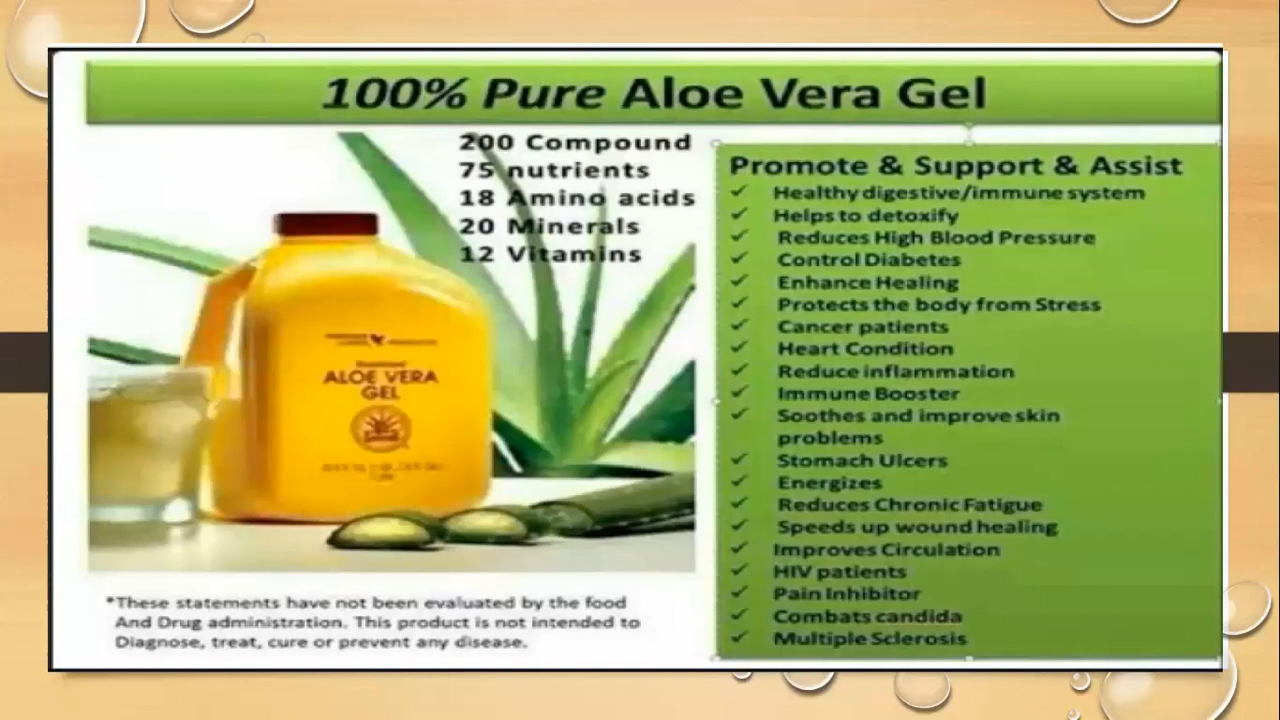 100% Pure Aloe Vera Gel
200 Compound
75 nutrients
18 Amino acids
20 Minerals
12 Vitamins
ALOE VERA
GEL
*These statements have not been evaluated by the food
And Drug administration. This product is not intended to
Diagnose, treat, cure or prevent any disease.
Promote & Support & Assist
Healthy digestive/immune system
Helps to detoxify
Reduces High Blood Pressure
Control Diabetes
Enhance Healing
Protects the body from Stress
Cancer patients
Heart Condition
Reduce inflammation
Immune Booster
Soothes and improve skin
problems
Stomach Ulcers
Energizes
Reduces Chronic Fatigue
Speeds up wound healing
Improves Circulation
HIV patients
Pain Inhibitor
Combats candida
Multiple Sclerosis